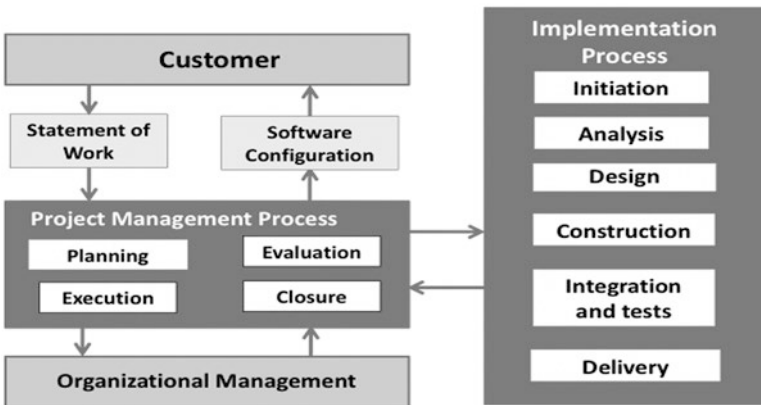 Customer
Statement of
Work
Software
Configuration
Project Management Process
Planning
Evaluation
Execution
Closure
Organizational Management
Implementation
Process
Initiation
Analysis
Design
Construction
Integration
and tests
Delivery